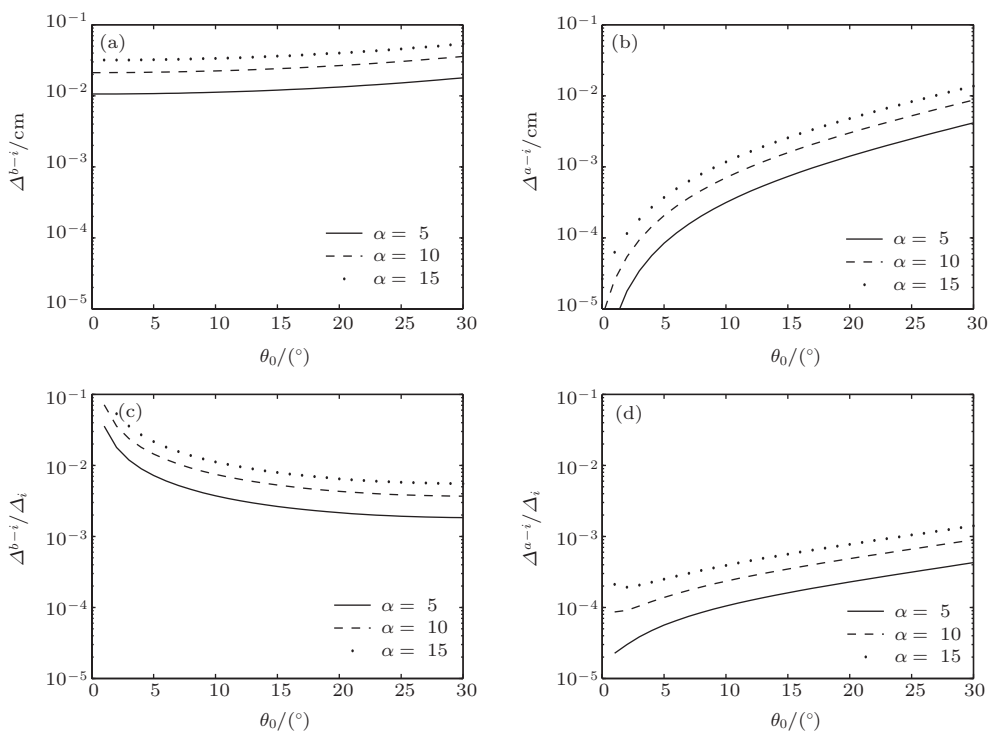 (a)
Δ^{b−i}/cm
10^{−1}
10^{−2}
10^{−3}
10^{−4}
10^{−5}
α = 5
α = 10
α = 15
0 5 10 15 20 25 30
θ_0/(°)
(b)
Δ^{a−i}/cm
10^{−1}
10^{−2}
10^{−3}
10^{−4}
10^{−5}
α = 5
α = 10
α = 15
0 5 10 15 20 25 30
θ_0/(°)
(c)
Δ^{b−i}/Δ_i
10^{−1}
10^{−2}
10^{−3}
10^{−4}
10^{−5}
α = 5
α = 10
α = 15
0 5 10 15 20 25 30
θ_0/(°)
(d)
Δ^{a−i}/Δ_i
10^{−1}
10^{−2}
10^{−3}
10^{−4}
10^{−5}
α = 5
α = 10
α = 15
0 5 10 15 20 25 30
θ_0/(°)